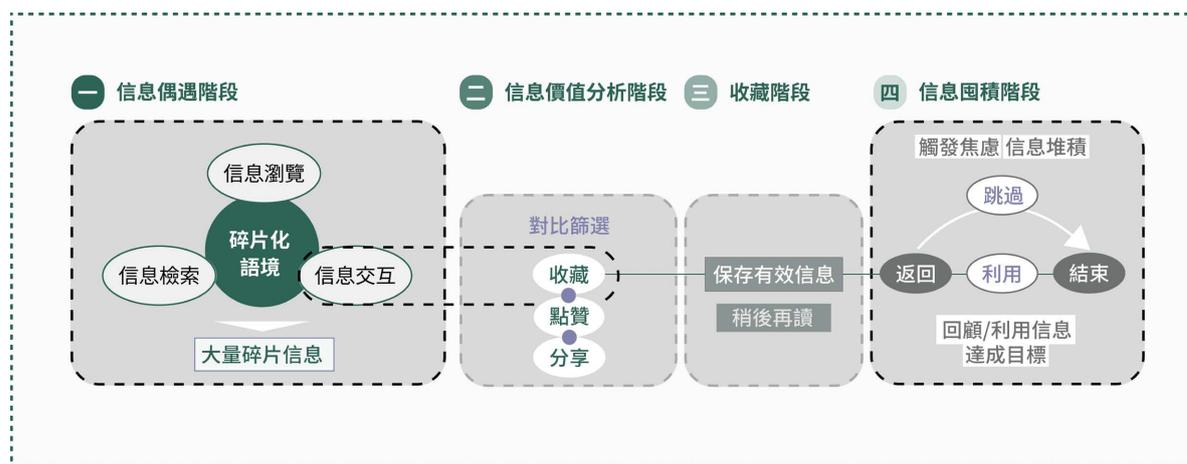 一 信息偶遇階段
信息瀏覽
碎片化
語境
信息檢索
信息交互
大量碎片信息
二 信息價值分析階段
對比篩選
收藏
點贊
分享
三 收藏階段
保存有效信息
稍後再讀
四 信息囤積階段
觸發焦慮 信息堆積
跳過
返回
利用
結束
回顧/利用信息
達成目標